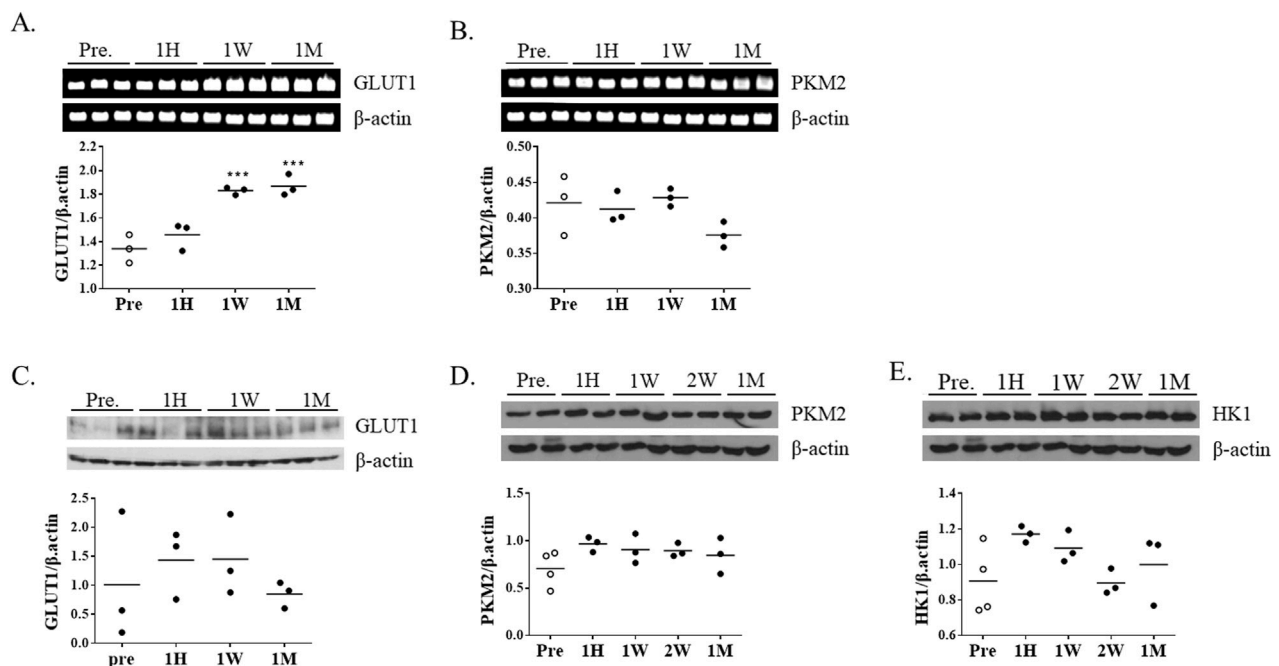 A.
Pre. 1H 1W 1M
GLUT1
β-actin
GLUT1/β.actin
2.2
2.0
1.8
1.6
1.4
1.2
1.0
*** ***
Pre 1H 1W 1M
B.
Pre. 1H 1W 1M
PKM2
β-actin
PKM2/β.actin
0.50
0.45
0.40
0.35
0.30
Pre 1H 1W 1M
C.
Pre. 1H 1W 1M
GLUT1
β-actin
GLUT1/β.actin
2.5
2.0
1.5
1.0
0.5
0.0
pre 1H 1W 1M
D.
Pre. 1H 1W 2W 1M
PKM2
β-actin
PKM2/β.actin
1.5
1.0
0.5
0.0
Pre 1H 1W 2W 1M
E.
Pre. 1H 1W 2W 1M
HK1
β-actin
HK1/β.actin
1.4
1.2
1.0
0.8
0.6
Pre 1H 1W 2W 1M